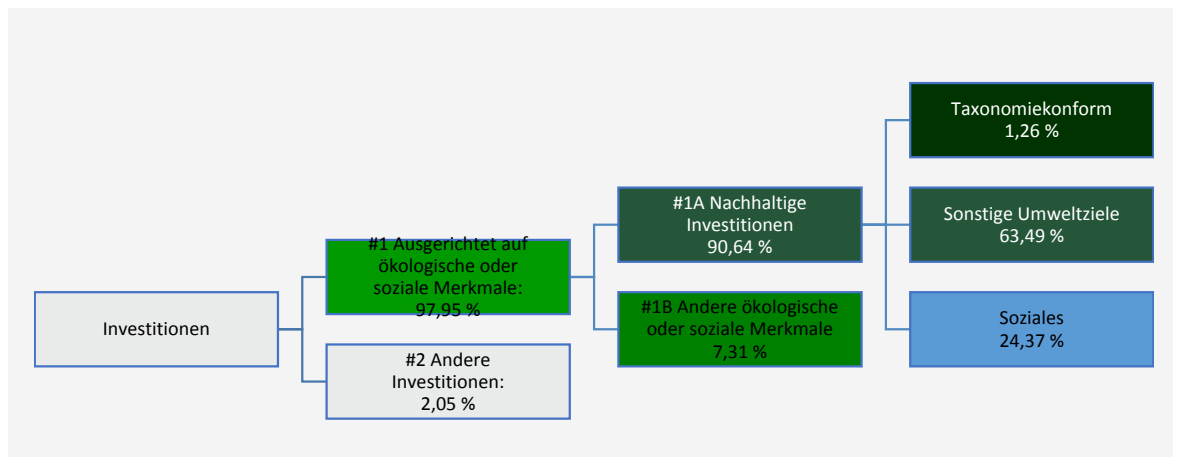 Investitionen
#1 Ausgerichtet auf
ökologische oder
soziale Merkmale:
97,95 %
#2 Andere
Investitionen:
2,05 %
#1A Nachhaltige
Investitionen
90,64 %
#1B Andere ökologische
oder soziale Merkmale
7,31 %
Taxonomiekonform
1,26 %
Sonstige Umweltziele
63,49 %
Soziales
24,37 %